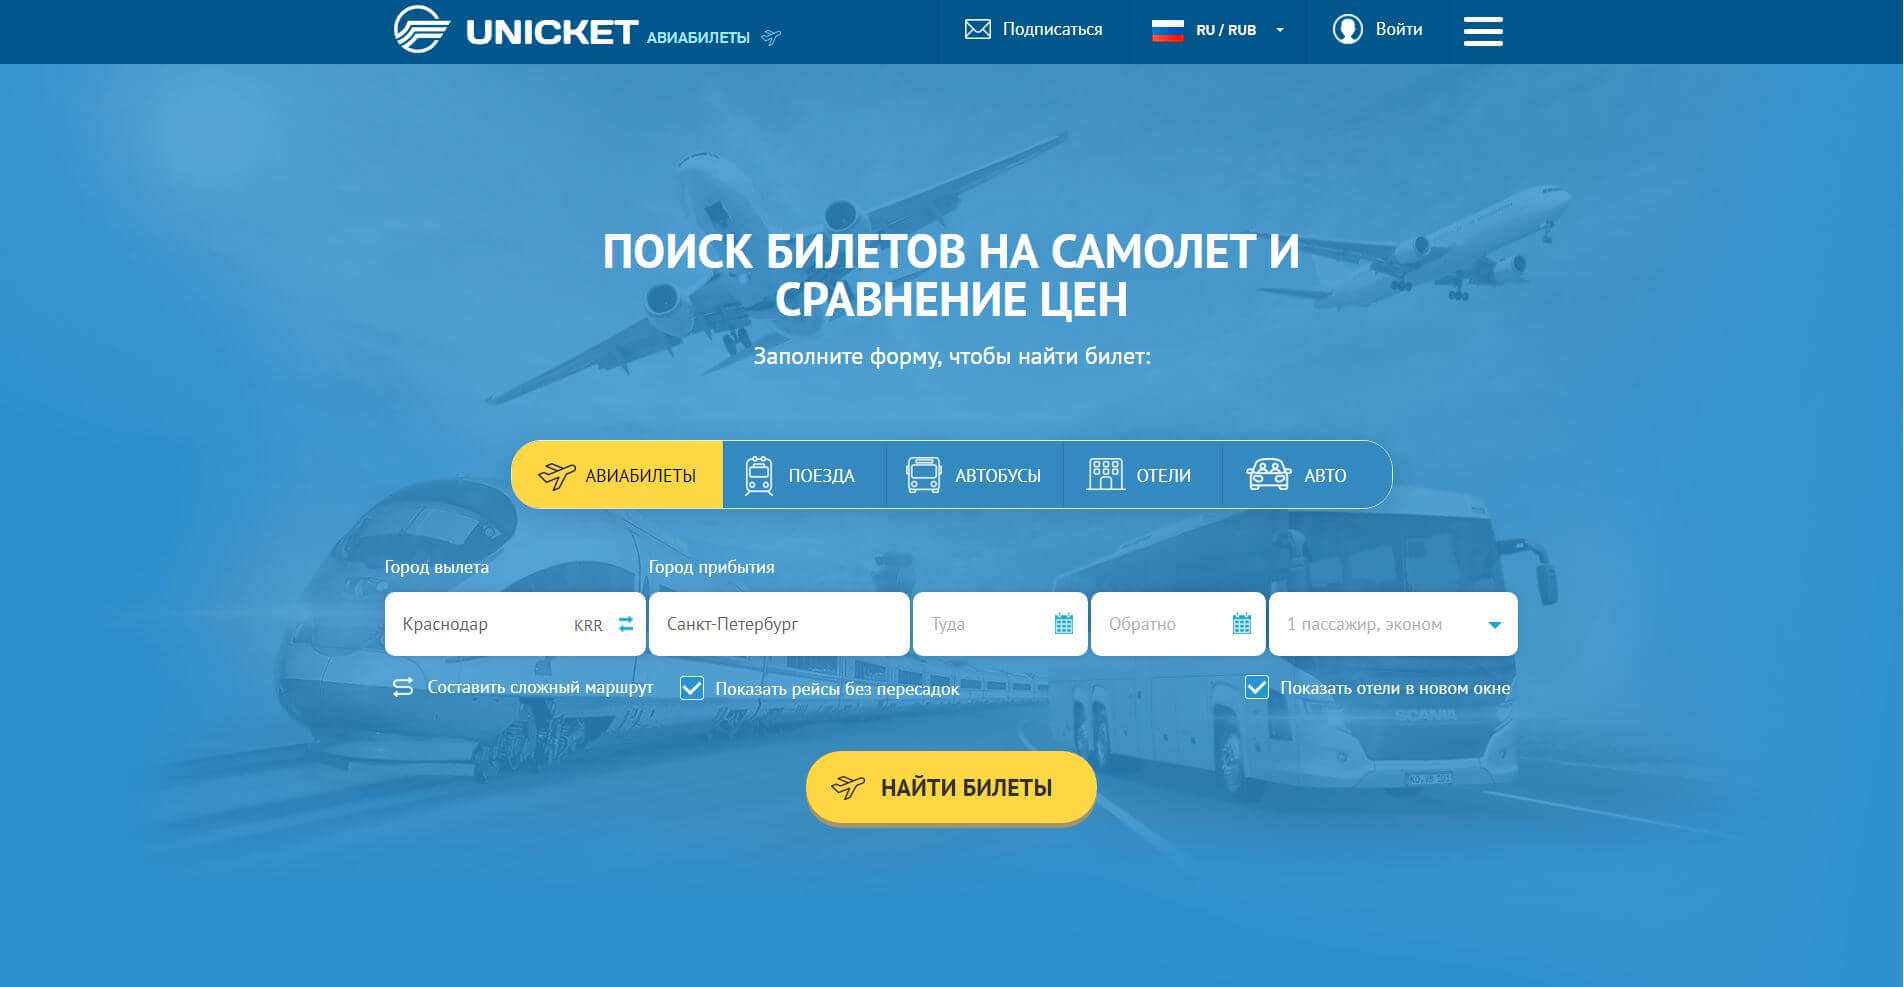 UNICKET АВИАБИЛЕТЫ
Подписаться
RU / RUB
Войти
ПОИСК БИЛЕТОВ НА САМОЛЕТ И
СРАВНЕНИЕ ЦЕН
Заполните форму, чтобы найти билет:
АВИАБИЛЕТЫ
ПОЕЗДА
АВТОБУСЫ
ОТЕЛИ
АВТО
Город вылета
Город прибытия
Краснодар KRR
Санкт-Петербург
Туда
Обратно
1 пассажир, эконом
Составить сложный маршрут
Показать рейсы без пересадок
Показать отели в новом окне
SCANIA
НАЙТИ БИЛЕТЫ